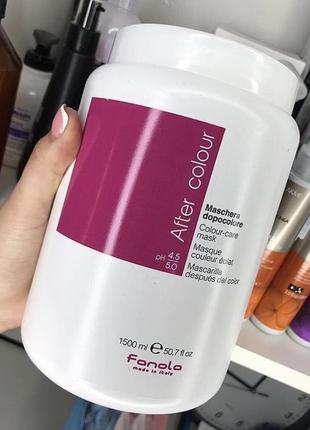 After colour
pH 4.5
5.0
Maschera
dopocolore
Colour-care
mask
Masque
couleur éclat
Mascarilla
después del color
1500 ml e 50,7 fl oz
Fanola
made in italy